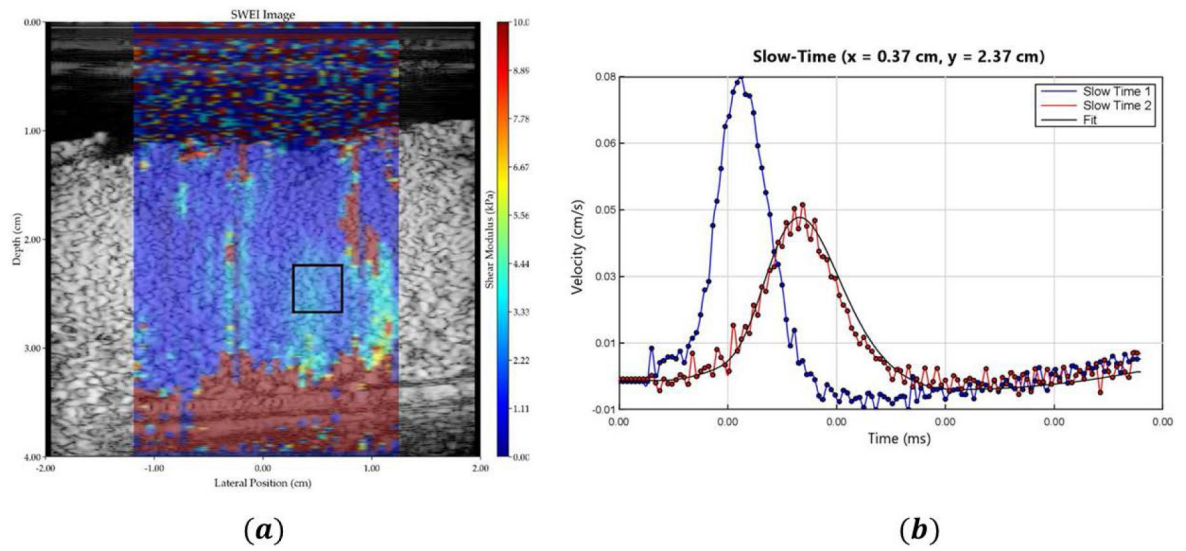 SWEI Image
0.00
1.00
2.00
3.00
4.00
Depth (cm)
-2.00 -1.00 0.00 1.00 2.00
Lateral Position (cm)
10.0
8.89
7.78
6.67
5.56
4.44
3.33
2.22
1.11
0.00
Shear Modulus (kPa)
(a)
Slow-Time (x = 0.37 cm, y = 2.37 cm)
Slow Time 1
Slow Time 2
Fit
0.08
0.06
0.05
0.03
0.01
-0.01
Velocity (cm/s)
0.00 0.00 0.00 0.00 0.00 0.00
Time (ms)
(b)